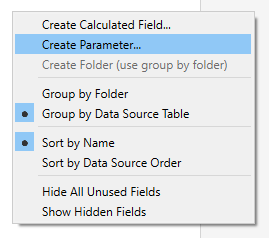 Create Calculated Field...
Create Parameter...
Create Folder (use group by folder)
Group by Folder
Group by Data Source Table
Sort by Name
Sort by Data Source Order
Hide All Unused Fields
Show Hidden Fields